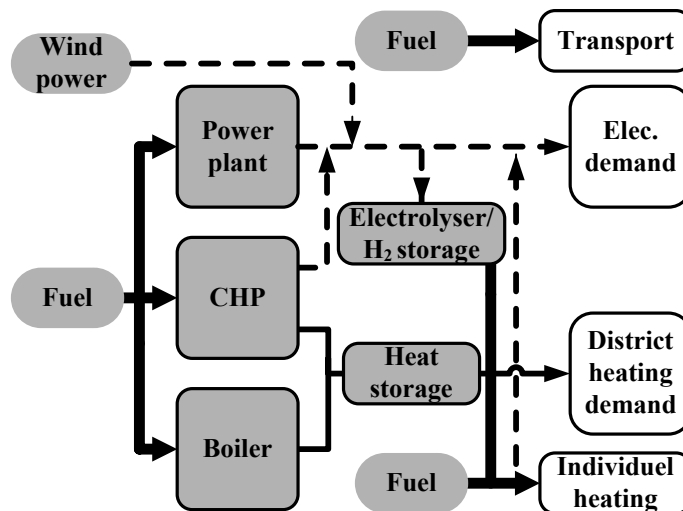 Wind
power
Fuel
Transport
Power
plant
Elec.
demand
Electrolyser/
H₂ storage
Fuel
CHP
Heat
storage
District
heating
demand
Boiler
Fuel
Individuel
heating